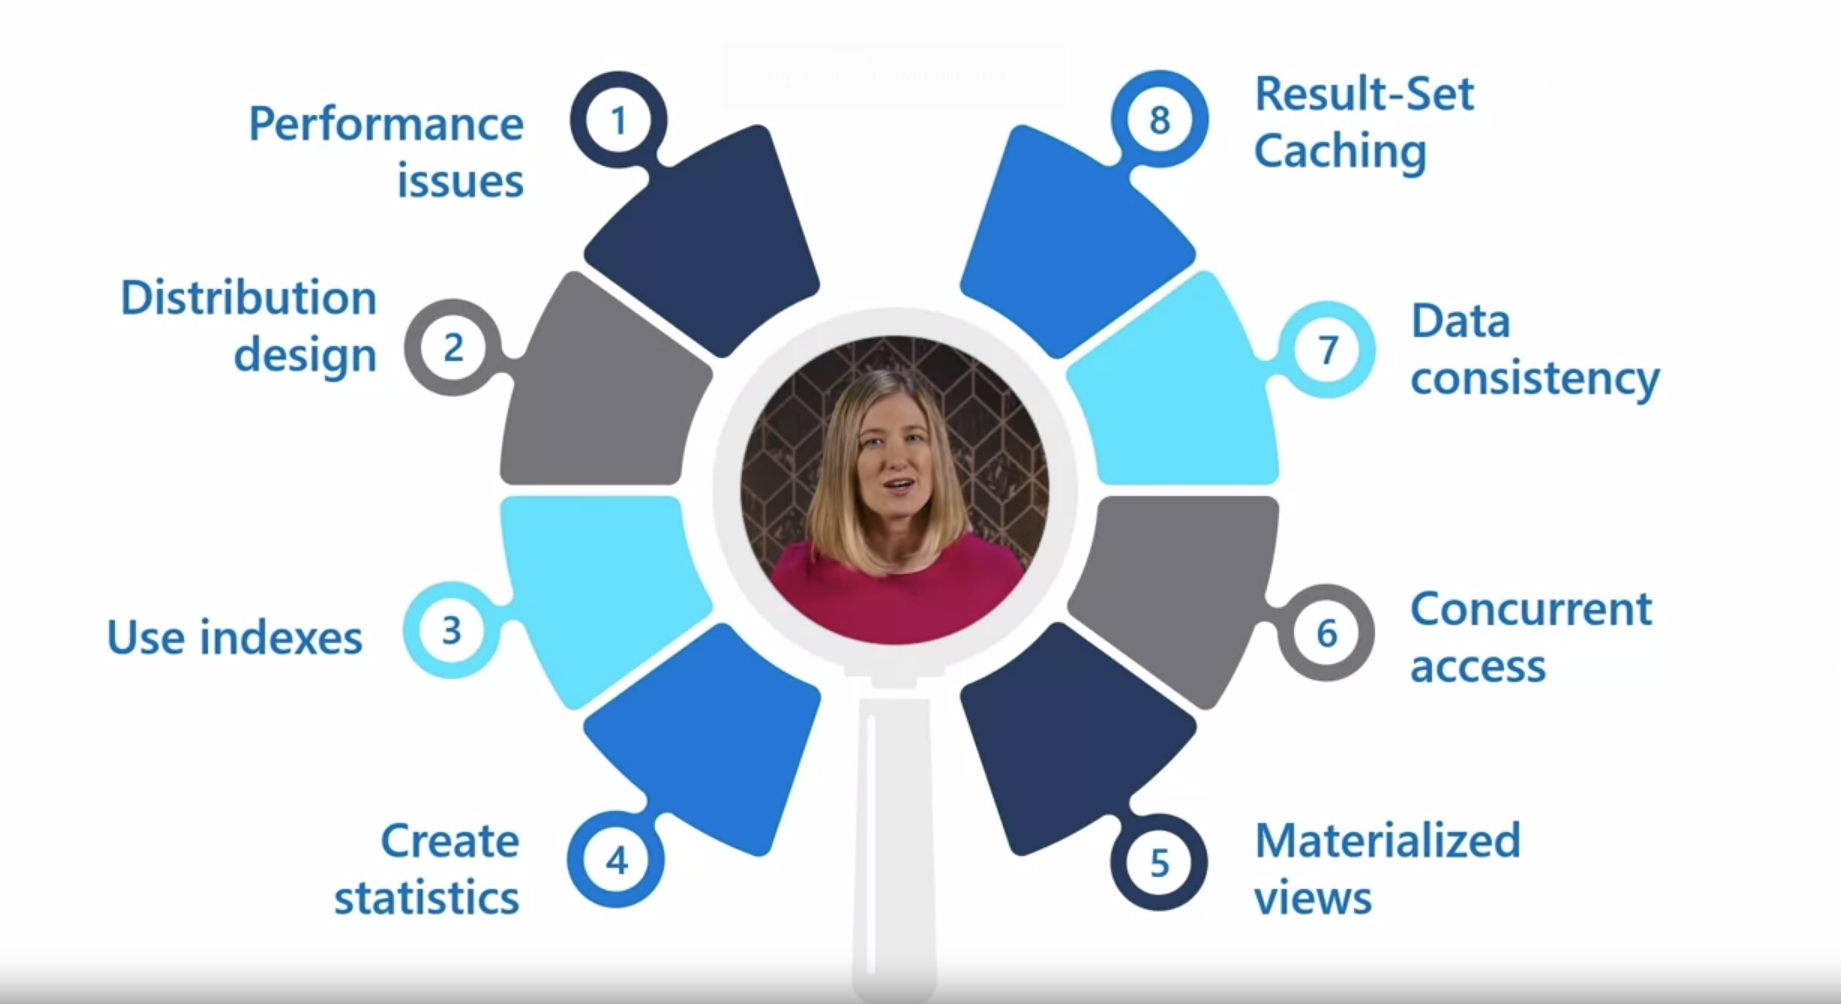 1
Performance
issues
2
Distribution
design
3
Use indexes
4
Create
statistics
5
Materialized
views
6
Concurrent
access
7
Data
consistency
8
Result-Set
Caching